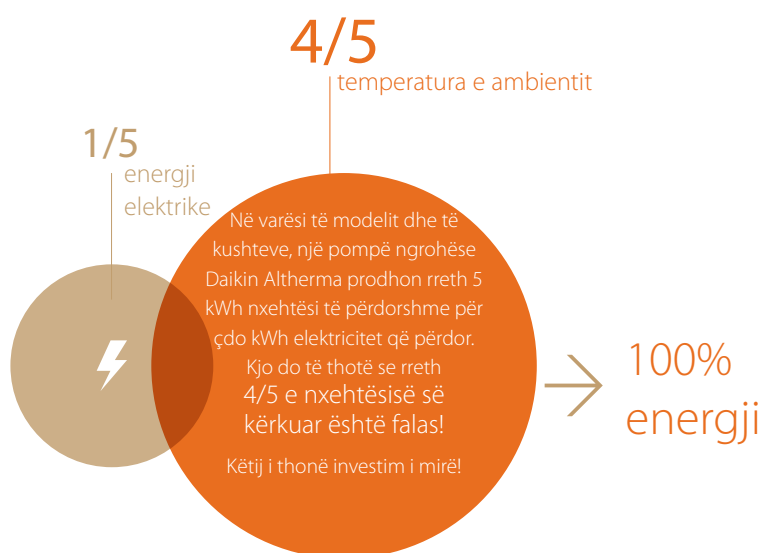 4/5
temperatura e ambientit
1/5
energji
elektrike
Në varësi të modelit dhe të
kushteve, një pompë ngrohëse
Daikin Altherma prodhon rreth 5
kWh nxehtësi të përdorshme për
çdo kWh elektricitet që përdor.
Kjo do të thotë se rreth
4/5 e nxehtësisë së
kërkuar është falas!
Këtij i thonë investim i mirë!
100%
energji